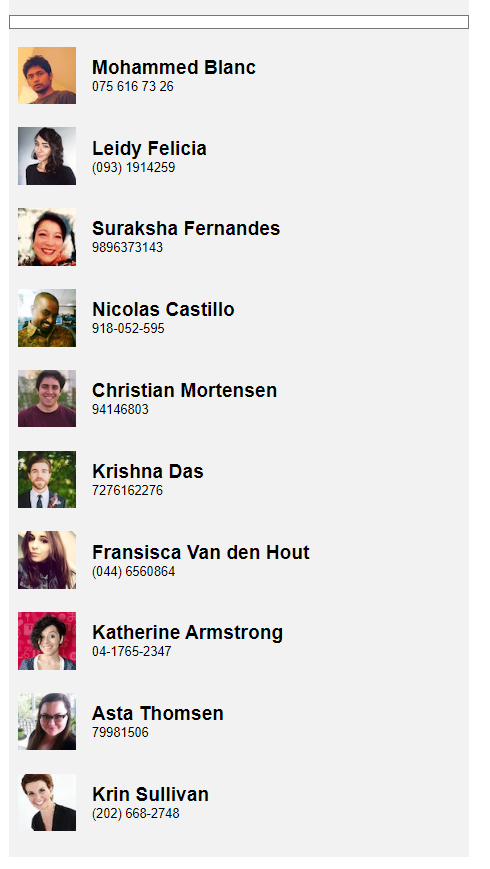 Mohammed Blanc
075 616 73 26
Leidy Felicia
(093) 1914259
Suraksha Fernandes
9896373143
Nicolas Castillo
918-052-595
Christian Mortensen
94146803
Krishna Das
7276162276
Fransisca Van den Hout
(044) 6560864
Katherine Armstrong
04-1765-2347
Asta Thomsen
79981506
Krin Sullivan
(202) 668-2748